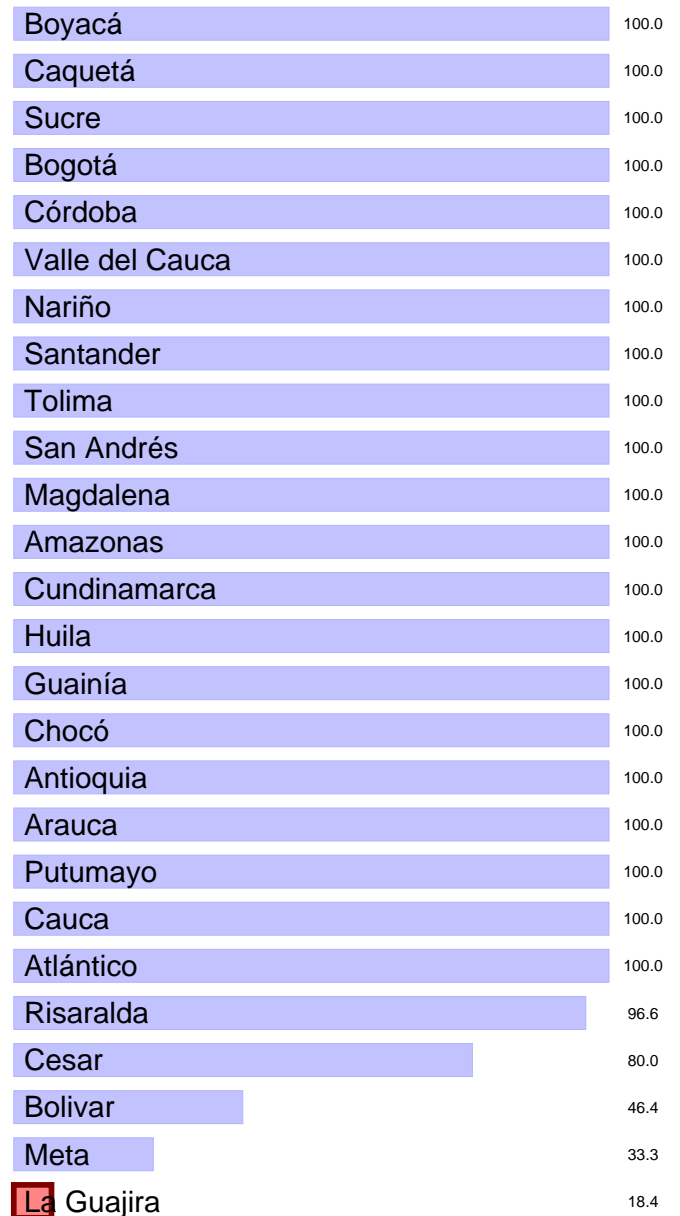 Boyacá 100.0
Caquetá 100.0
Sucre 100.0
Bogotá 100.0
Córdoba 100.0
Valle del Cauca 100.0
Nariño 100.0
Santander 100.0
Tolima 100.0
San Andrés 100.0
Magdalena 100.0
Amazonas 100.0
Cundinamarca 100.0
Huila 100.0
Guainía 100.0
Chocó 100.0
Antioquia 100.0
Arauca 100.0
Putumayo 100.0
Cauca 100.0
Atlántico 100.0
Risaralda 96.6
Cesar 80.0
Bolivar 46.4
Meta 33.3
La Guajira 18.4